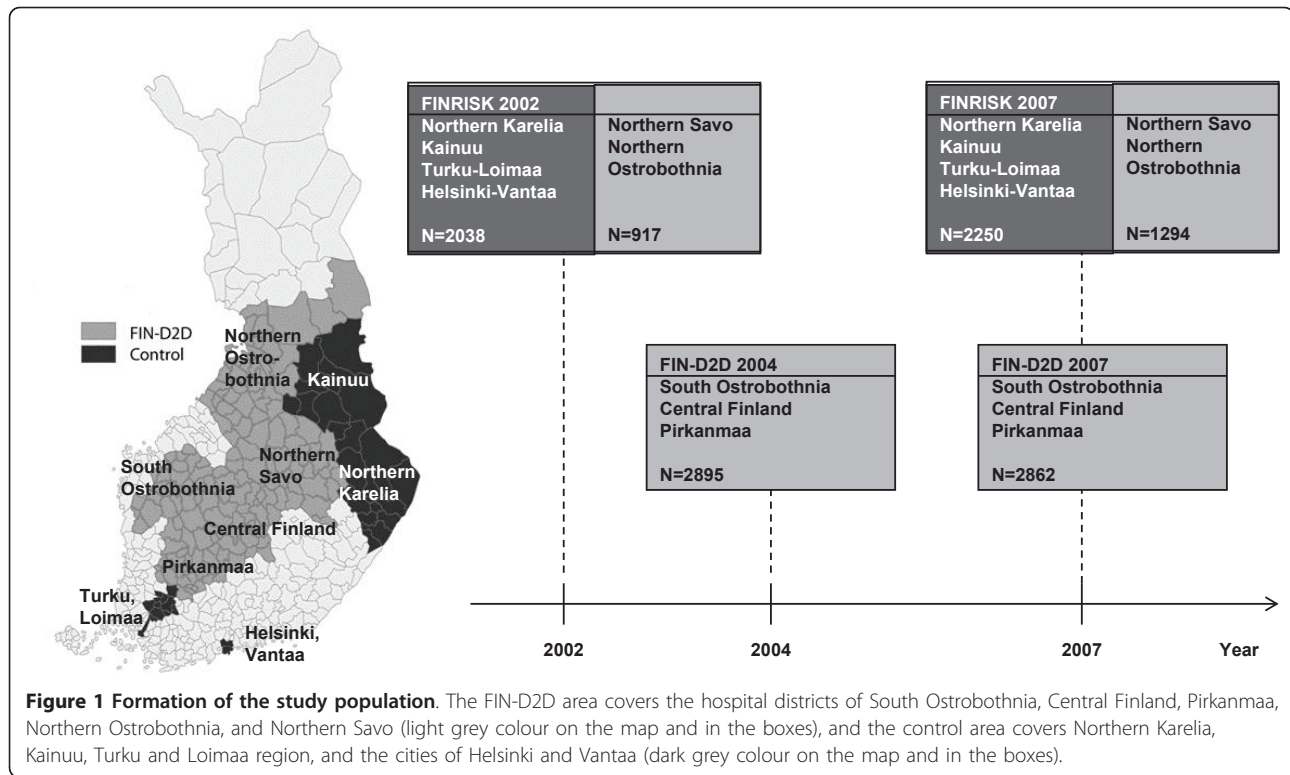 FIN-D2D
Control
Northern
Ostro-
bothnia
Kainuu
South
Ostrobothnia
Northern
Savo
Northern
Karelia
Central Finland
Pirkanmaa
Turku,
Loimaa
Helsinki,
Vantaa
FINRISK 2002
Northern Karelia
Kainuu
Turku-Loimaa
Helsinki-Vantaa
N=2038
Northern Savo
Northern
Ostrobothnia
N=917
FINRISK 2007
Northern Karelia
Kainuu
Turku-Loimaa
Helsinki-Vantaa
N=2250
Northern Savo
Northern
Ostrobothnia
N=1294
FIN-D2D 2004
South Ostrobothnia
Central Finland
Pirkanmaa
N=2895
FIN-D2D 2007
South Ostrobothnia
Central Finland
Pirkanmaa
N=2862
2002
2004
2007
Year
Figure 1 Formation of the study population. The FIN-D2D area covers the hospital districts of South Ostrobothnia, Central Finland, Pirkanmaa,
Northern Ostrobothnia, and Northern Savo (light grey colour on the map and in the boxes), and the control area covers Northern Karelia,
Kainuu, Turku and Loimaa region, and the cities of Helsinki and Vantaa (dark grey colour on the map and in the boxes).